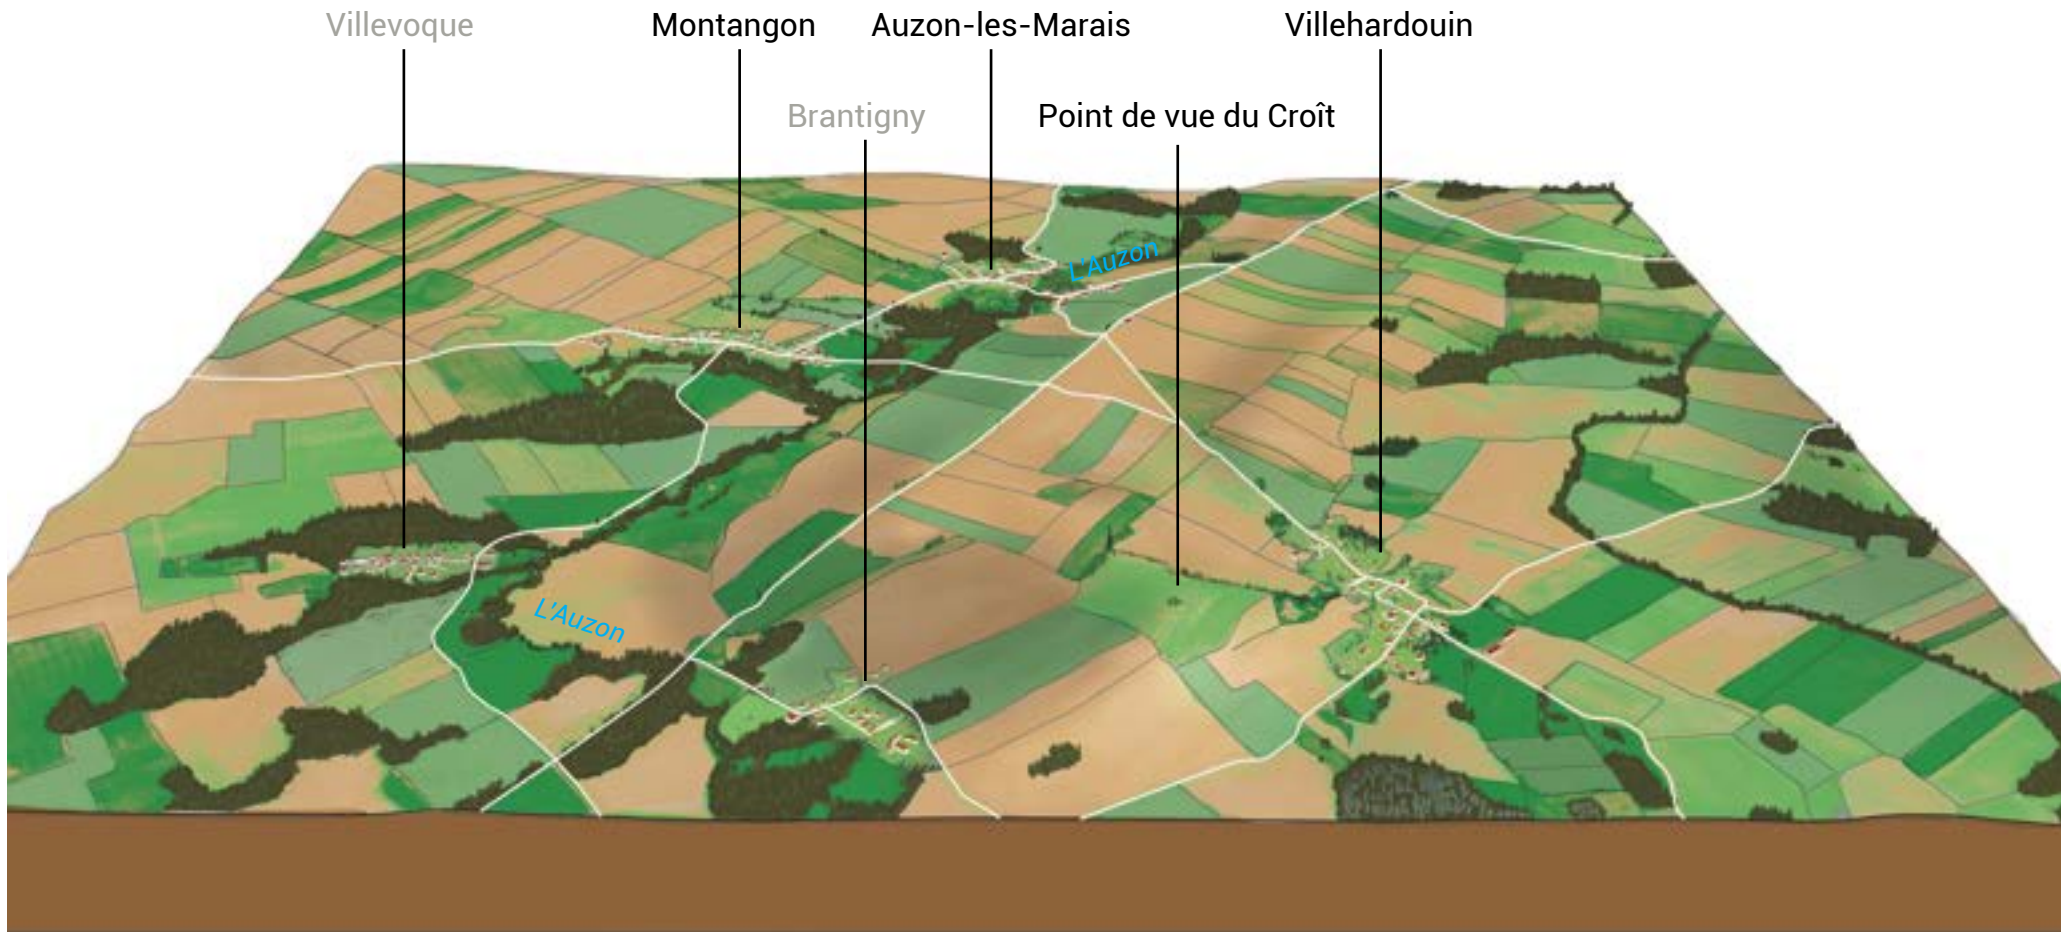 Villevoque
Montangon
Auzon-les-Marais
Villehardouin
Brantigny
Point de vue du Croît
L'Auzon
L'Auzon